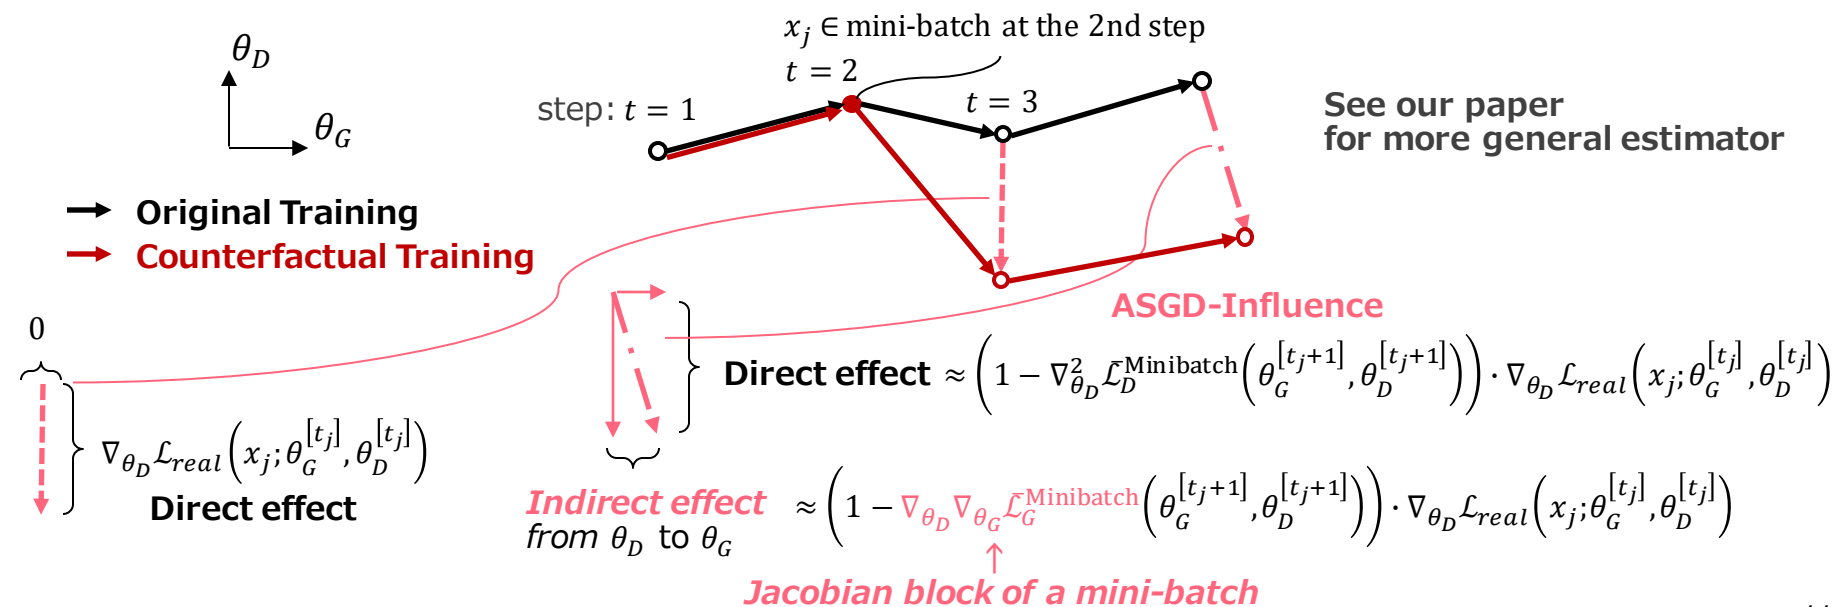 x_j ∈ mini-batch at the 2nd step
θ_D
θ_G
step: t = 1
t = 2
t = 3
See our paper
for more general estimator
Original Training
Counterfactual Training
ASGD-Influence
0
∇_{θ_D} ℒ_{real}(x_j; θ_G^{[t_j]}, θ_D^{[t_j]})
Direct effect
Direct effect ≈ (1 − ∇²_{θ_D} ℒ̄_D^{Minibatch}(θ_G^{[t_j+1]}, θ_D^{[t_j+1]})) · ∇_{θ_D} ℒ_{real}(x_j; θ_G^{[t_j]}, θ_D^{[t_j]})
Indirect effect ≈ (1 − ∇_{θ_D} ∇_{θ_G} ℒ̄_G^{Minibatch}(θ_G^{[t_j+1]}, θ_D^{[t_j+1]})) · ∇_{θ_D} ℒ_{real}(x_j; θ_G^{[t_j]}, θ_D^{[t_j]})
from θ_D to θ_G
Jacobian block of a mini-batch